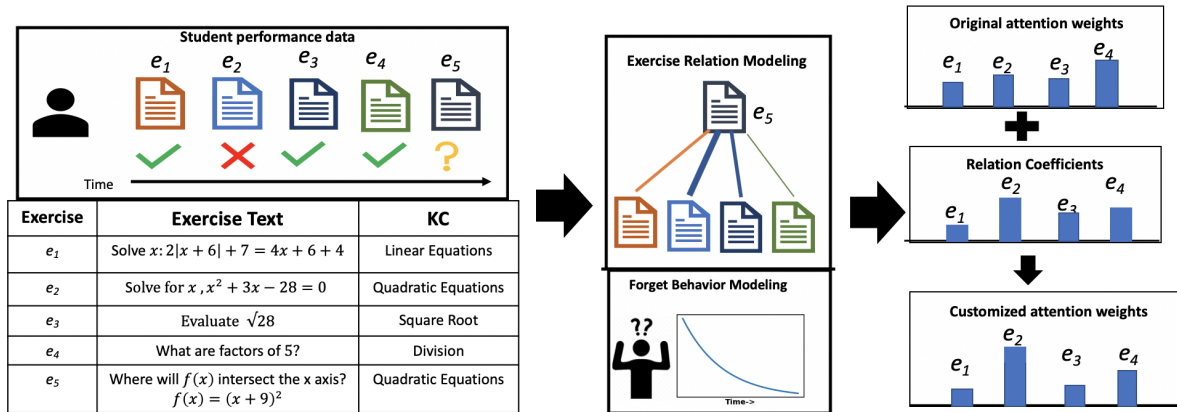 Student performance data
e1 e2 e3 e4 e5
?
Time
Exercise Exercise Text KC
e1 Solve x: 2|x + 6| + 7 = 4x + 6 + 4 Linear Equations
e2 Solve for x , x² + 3x − 28 = 0 Quadratic Equations
e3 Evaluate √28 Square Root
e4 What are factors of 5? Division
e5 Where will f(x) intersect the x axis? Quadratic Equations
f(x) = (x + 9)²
Exercise Relation Modeling
e5
Forget Behavior Modeling
??
Time->
Original attention weights
e1 e2 e3 e4
Relation Coefficients
e1 e2 e3 e4
Customized attention weights
e1 e2 e3 e4